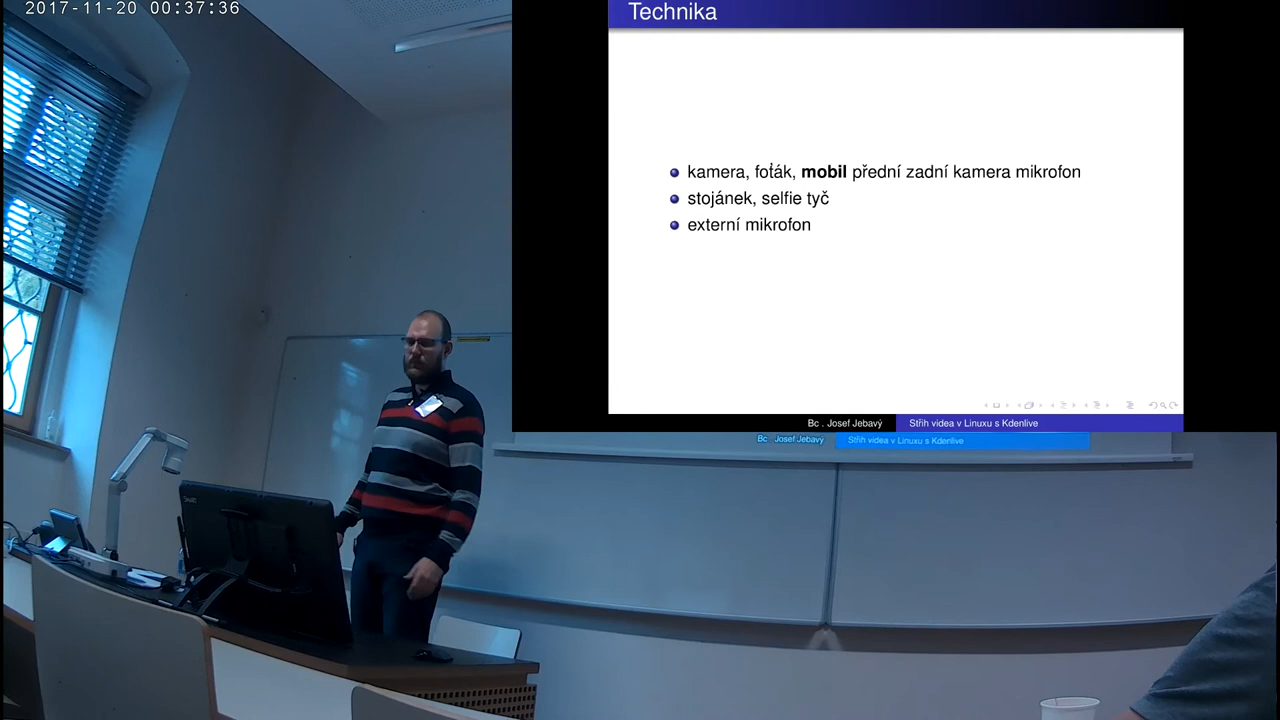 2017-11-20 00:37:36
Technika
kamera, foťák, mobil přední zadní kamera mikrofon
stojánek, selfie tyč
externí mikrofon
Bc . Josef Jebavý
Střih videa v Linuxu s Kdenlive
Bc . Josef Jebavý
Střih videa v Linuxu s Kdenlive
SMART